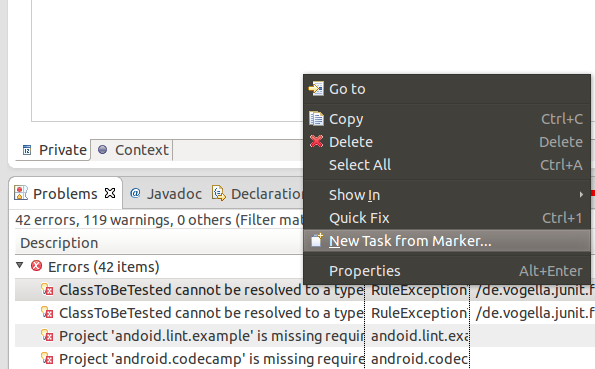 Go to
Copy Ctrl+C
Delete Delete
Select All Ctrl+A
Private Context
Problems @ Javadoc Declaration
Show In
42 errors, 119 warnings, 0 others (Filter mat
Quick Fix Ctrl+1
Description
New Task from Marker...
Errors (42 items)
Properties Alt+Enter
ClassToBeTested cannot be resolved to a type RuleException /de.vogella.junit.f
ClassToBeTested cannot be resolved to a type RuleException /de.vogella.junit.f
Project 'andoid.lint.example' is missing requir andoid.lint.exa
Project 'android.codecamp' is missing require android.codec